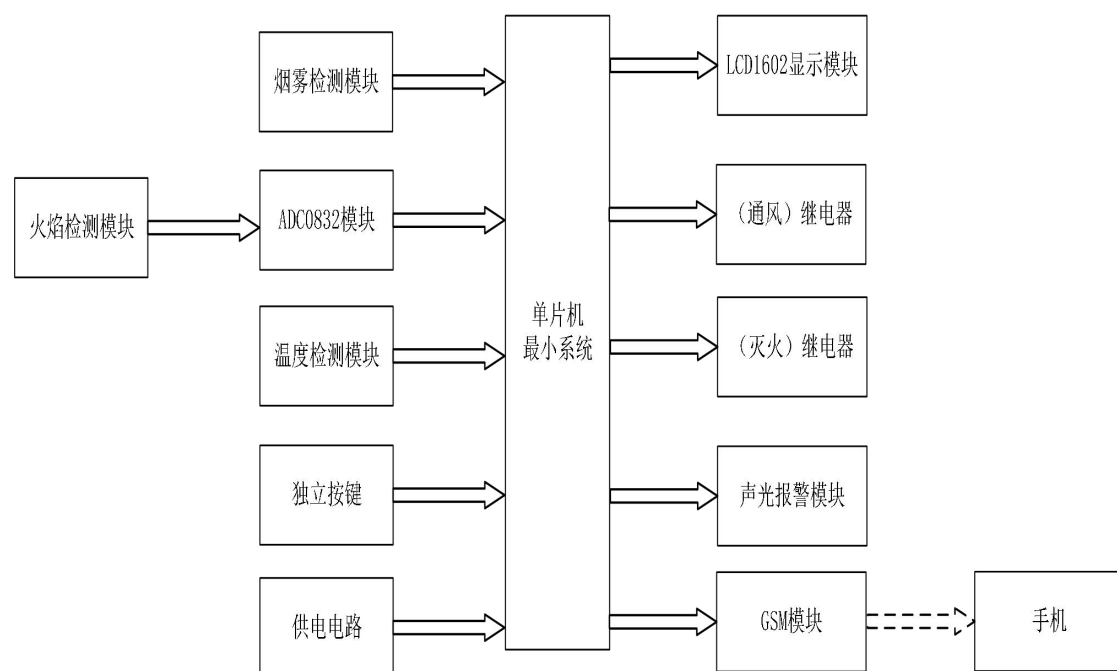 烟雾检测模块
LCD1602显示模块
火焰检测模块
ADC0832模块
（通风）继电器
单片机
最小系统
温度检测模块
（灭火）继电器
独立按键
声光报警模块
供电电路
GSM模块
手机